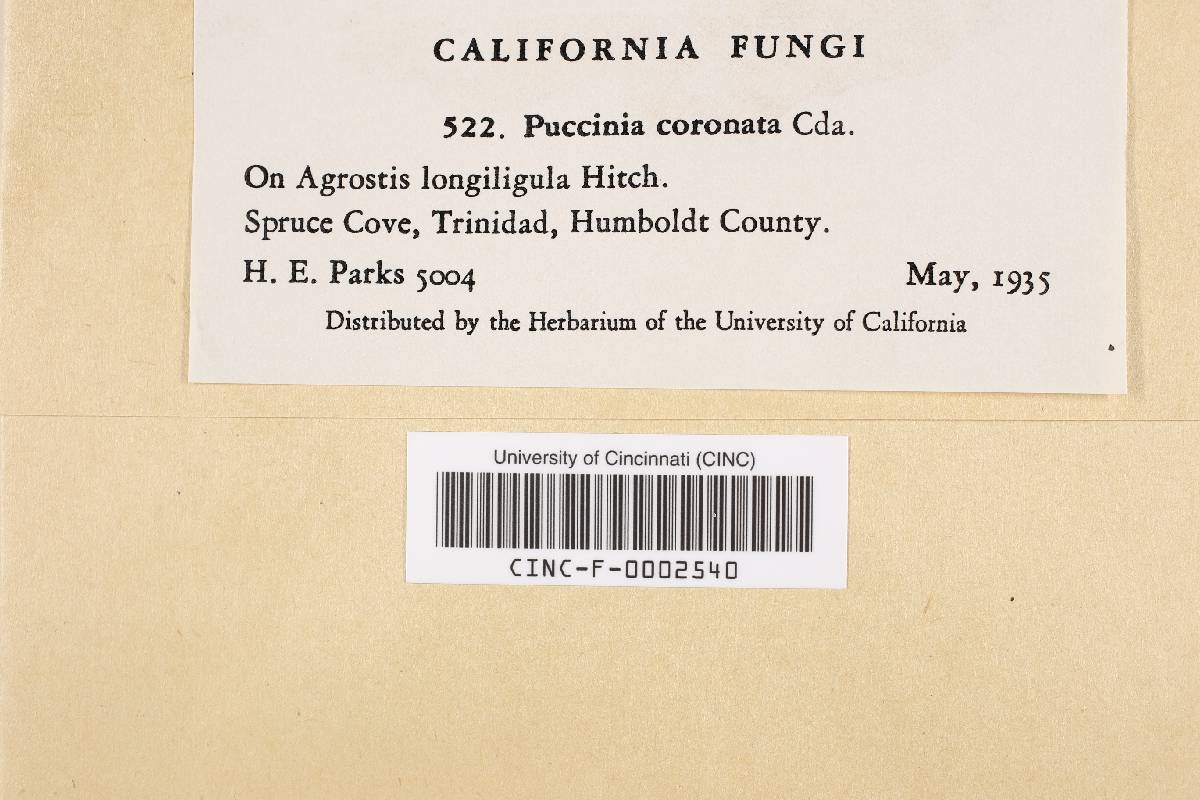 CALIFORNIA FUNGI
522. Puccinia coronata Cda.
On Agrostis longiligula Hitch.
Spruce Cove, Trinidad, Humboldt County.
H. E. Parks 5004 May, 1935
Distributed by the Herbarium of the University of California
University of Cincinnati (CINC)
CINC-F-0002540